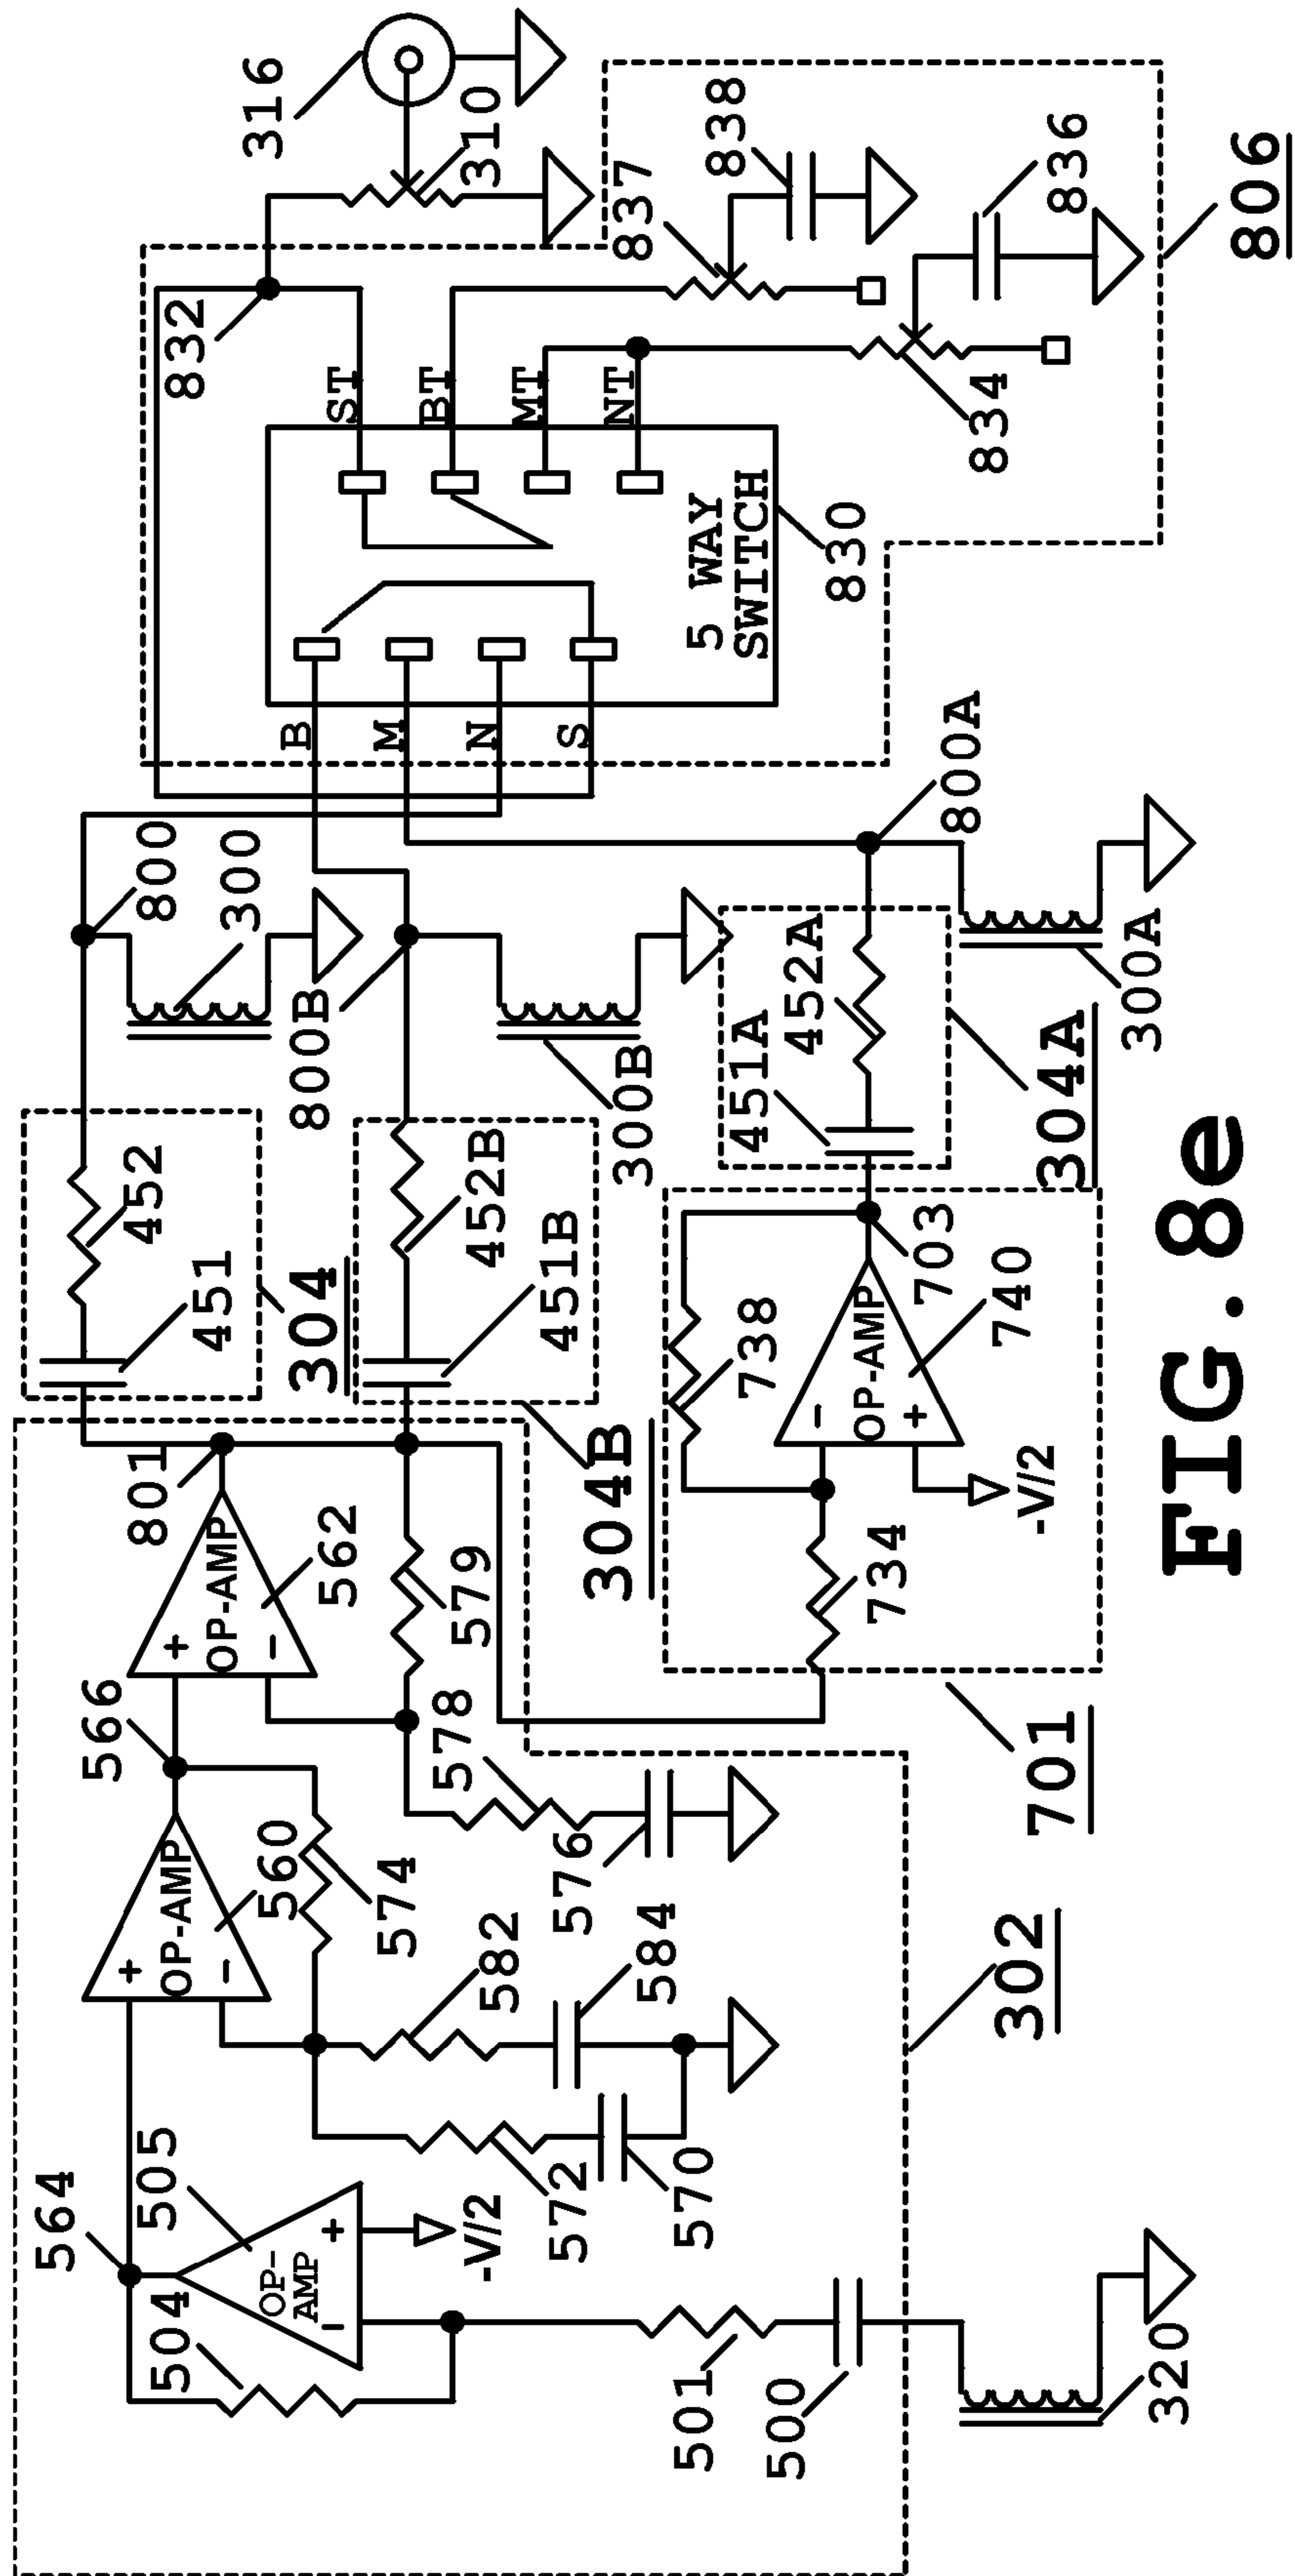 316
310
832
ST
BT
MT
NT
837
838
836
834
806
B
M
N
S
5 WAY
SWITCH
830
800
300
800B
300B
800A
452
451
304
452B
451B
304B
451A
452A
304A
300A
801
+
OP-AMP
-
562
579
566
578
576
738
-
OP-AMP
+
740
703
-V/2
734
701
+
OP-AMP
-
560
574
582
584
572
570
302
564
505
504
OP-
AMP
-
+
-V/2
501
500
320
FIG. 8e